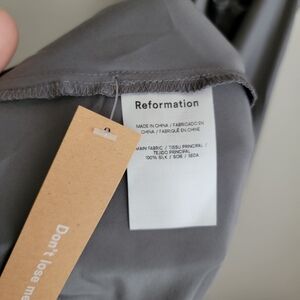 Reformation
MADE IN CHINA / FABRICADO EN
CHINA / FABRIQUÉ EN CHINE
MAIN FABRIC / TISSU PRINCIPAL /
TEJIDO PRINCIPAL
100% SILK / SOIE / SEDA
Don't lose me